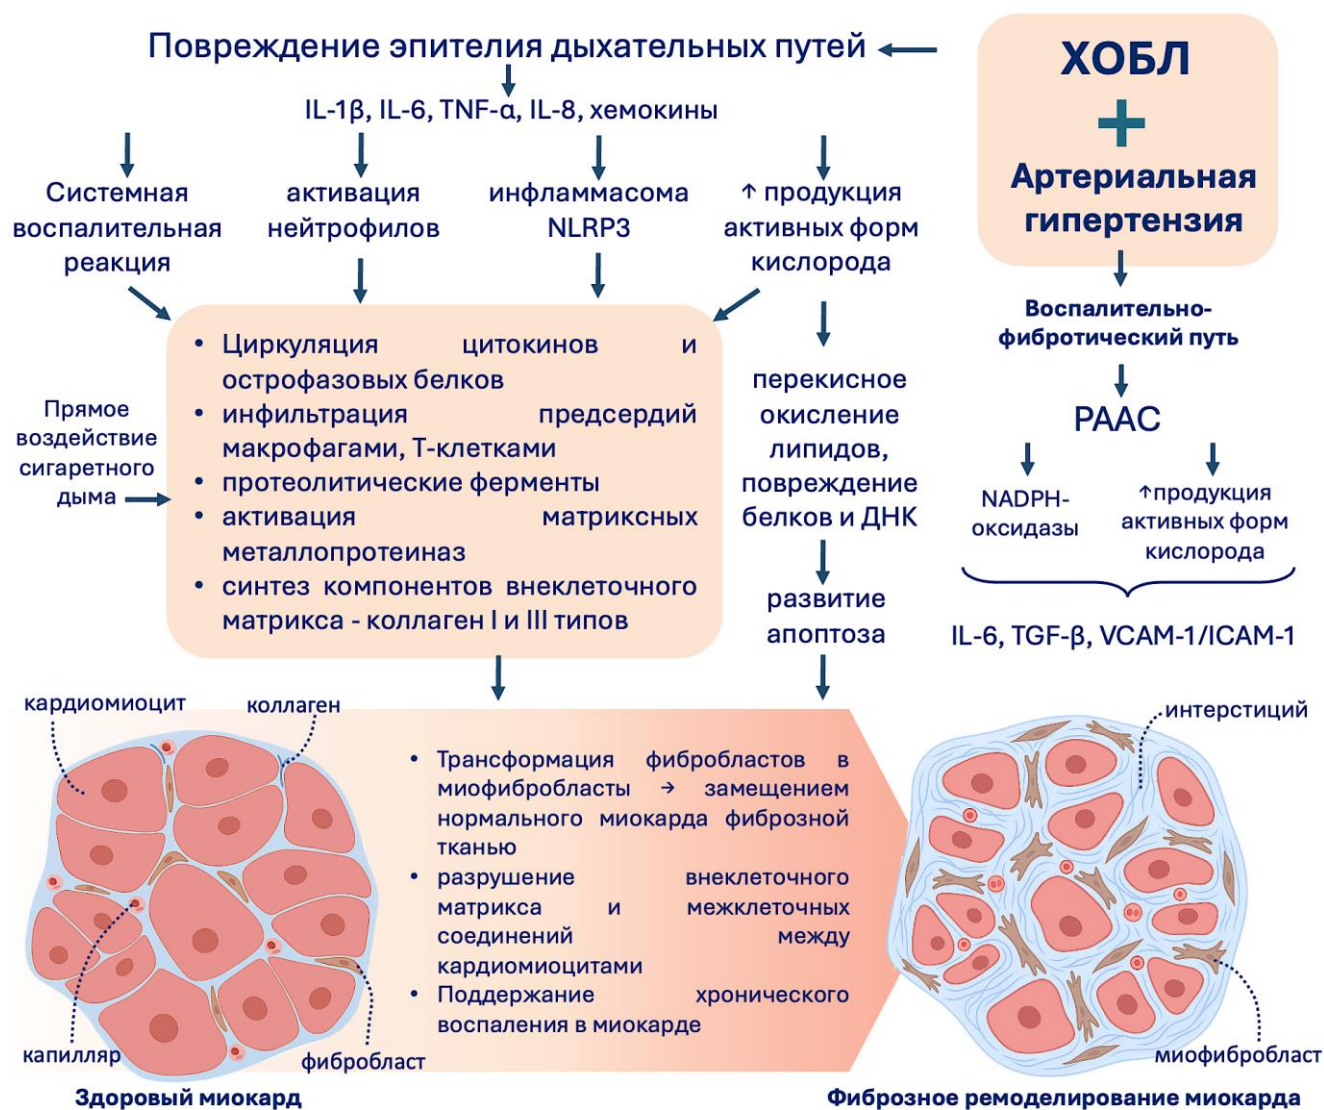 Повреждение эпителия дыхательных путей
IL-1β, IL-6, TNF-α, IL-8, хемокины
Системная
воспалительная
реакция
активация
нейтрофилов
инфламмасома
NLRP3
↑ продукция
активных форм
кислорода
ХОБЛ
+
Артериальная
гипертензия
Воспалительно-
фибротический путь
РААС
NADPH-
оксидазы
↑продукция
активных форм
кислорода
IL-6, TGF-β, VCAM-1/ICAM-1
Прямое
воздействие
сигаретного
дыма
• Циркуляция цитокинов и
острофазовых белков
• инфильтрация предсердий
макрофагами, Т-клетками
• протеолитические ферменты
• активация матриксных
металлопротеиназ
• синтез компонентов внеклеточного
матрикса - коллаген I и III типов
перекисное
окисление
липидов,
повреждение
белков и ДНК
развитие
апоптоза
кардиомиоцит
коллаген
капилляр
фибробласт
Здоровый миокард
• Трансформация фибробластов в
миофибробласты → замещением
нормального миокарда фиброзной
тканью
• разрушение внеклеточного
матрикса и межклеточных
соединений между
кардиомиоцитами
• Поддержание хронического
воспаления в миокарде
интерстиций
миофибробласт
Фиброзное ремоделирование миокарда